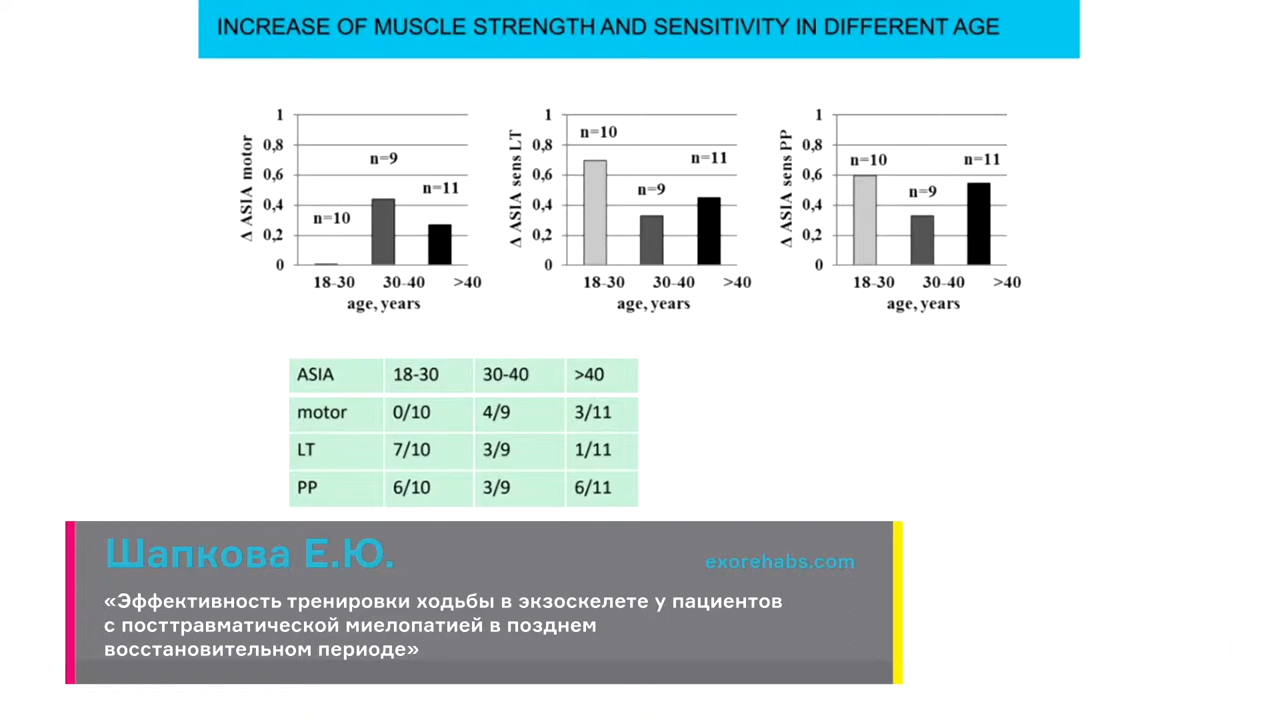 INCREASE OF MUSCLE STRENGTH AND SENSITIVITY IN DIFFERENT AGE
Δ ASIA motor
1
0,8
0,6
0,4
0,2
0
n=10
n=9
n=11
18-30 30-40 >40
age, years
Δ ASIA sens LT
1
0,8
0,6
0,4
0,2
0
n=10
n=9
n=11
18-30 30-40 >40
age, years
Δ ASIA sens PP
1
0,8
0,6
0,4
0,2
0
n=10
n=9
n=11
18-30 30-40 >40
age, years
ASIA 18-30 30-40 >40
motor 0/10 4/9 3/11
LT 7/10 3/9 1/11
PP 6/10 3/9 6/11
Шапкова Е.Ю.
exorehabs.com
«Эффективность тренировки ходьбы в экзоскелете у пациентов
с посттравматической миелопатией в позднем
восстановительном периоде»